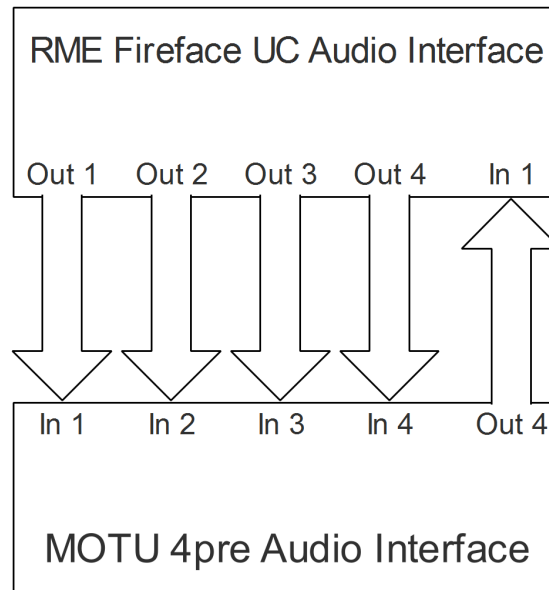 RME Fireface UC Audio Interface
Out 1 Out 2 Out 3 Out 4 In 1
In 1 In 2 In 3 In 4 Out 4
MOTU 4pre Audio Interface